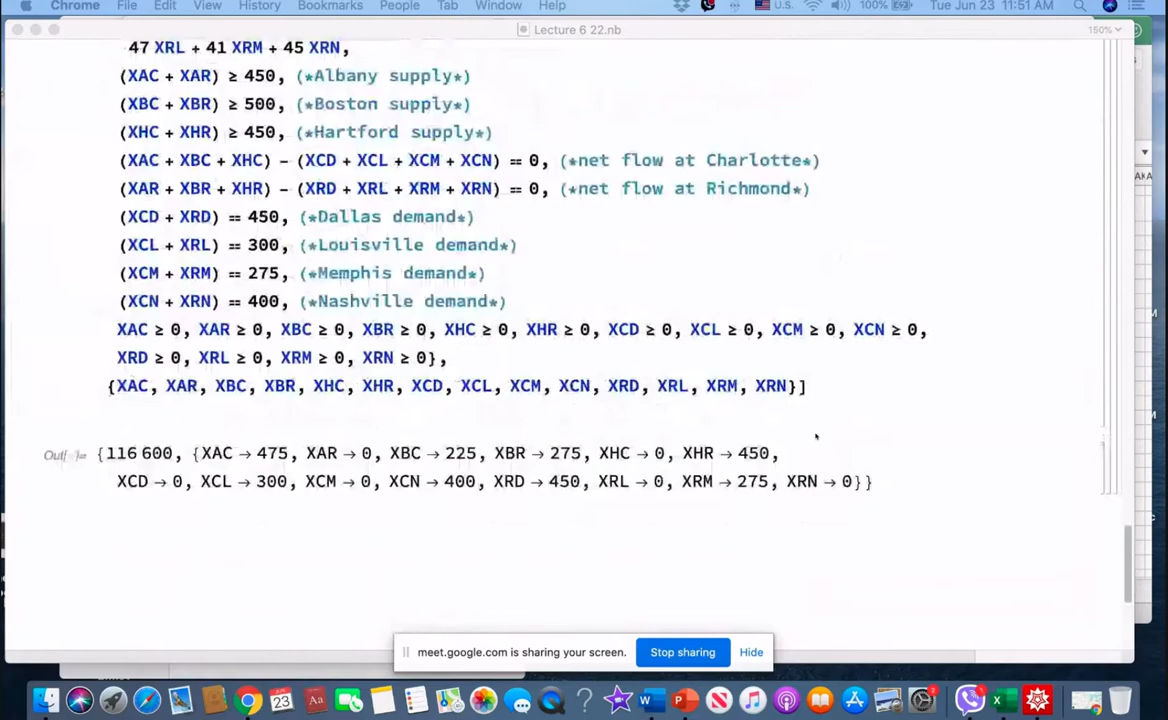 Chrome File Edit View History Bookmarks People Tab Window Help U.S. 100% Tue Jun 23 11:51 AM
Lecture 6 22.nb 150%
47 XRL + 41 XRM + 45 XRN,
(XAC + XAR) ≥ 450, (*Albany supply*)
(XBC + XBR) ≥ 500, (*Boston supply*)
(XHC + XHR) ≥ 450, (*Hartford supply*)
(XAC + XBC + XHC) - (XCD + XCL + XCM + XCN) == 0, (*net flow at Charlotte*)
(XAR + XBR + XHR) - (XRD + XRL + XRM + XRN) == 0, (*net flow at Richmond*)
(XCD + XRD) == 450, (*Dallas demand*)
(XCL + XRL) == 300, (*Louisville demand*)
(XCM + XRM) == 275, (*Memphis demand*)
(XCN + XRN) == 400, (*Nashville demand*)
XAC ≥ 0, XAR ≥ 0, XBC ≥ 0, XBR ≥ 0, XHC ≥ 0, XHR ≥ 0, XCD ≥ 0, XCL ≥ 0, XCM ≥ 0, XCN ≥ 0,
XRD ≥ 0, XRL ≥ 0, XRM ≥ 0, XRN ≥ 0},
{XAC, XAR, XBC, XBR, XHC, XHR, XCD, XCL, XCM, XCN, XRD, XRL, XRM, XRN}]
Out[ ]= {116 600, {XAC → 475, XAR → 0, XBC → 225, XBR → 275, XHC → 0, XHR → 450,
XCD → 0, XCL → 300, XCM → 0, XCN → 400, XRD → 450, XRL → 0, XRM → 275, XRN → 0}}
meet.google.com is sharing your screen. Stop sharing Hide